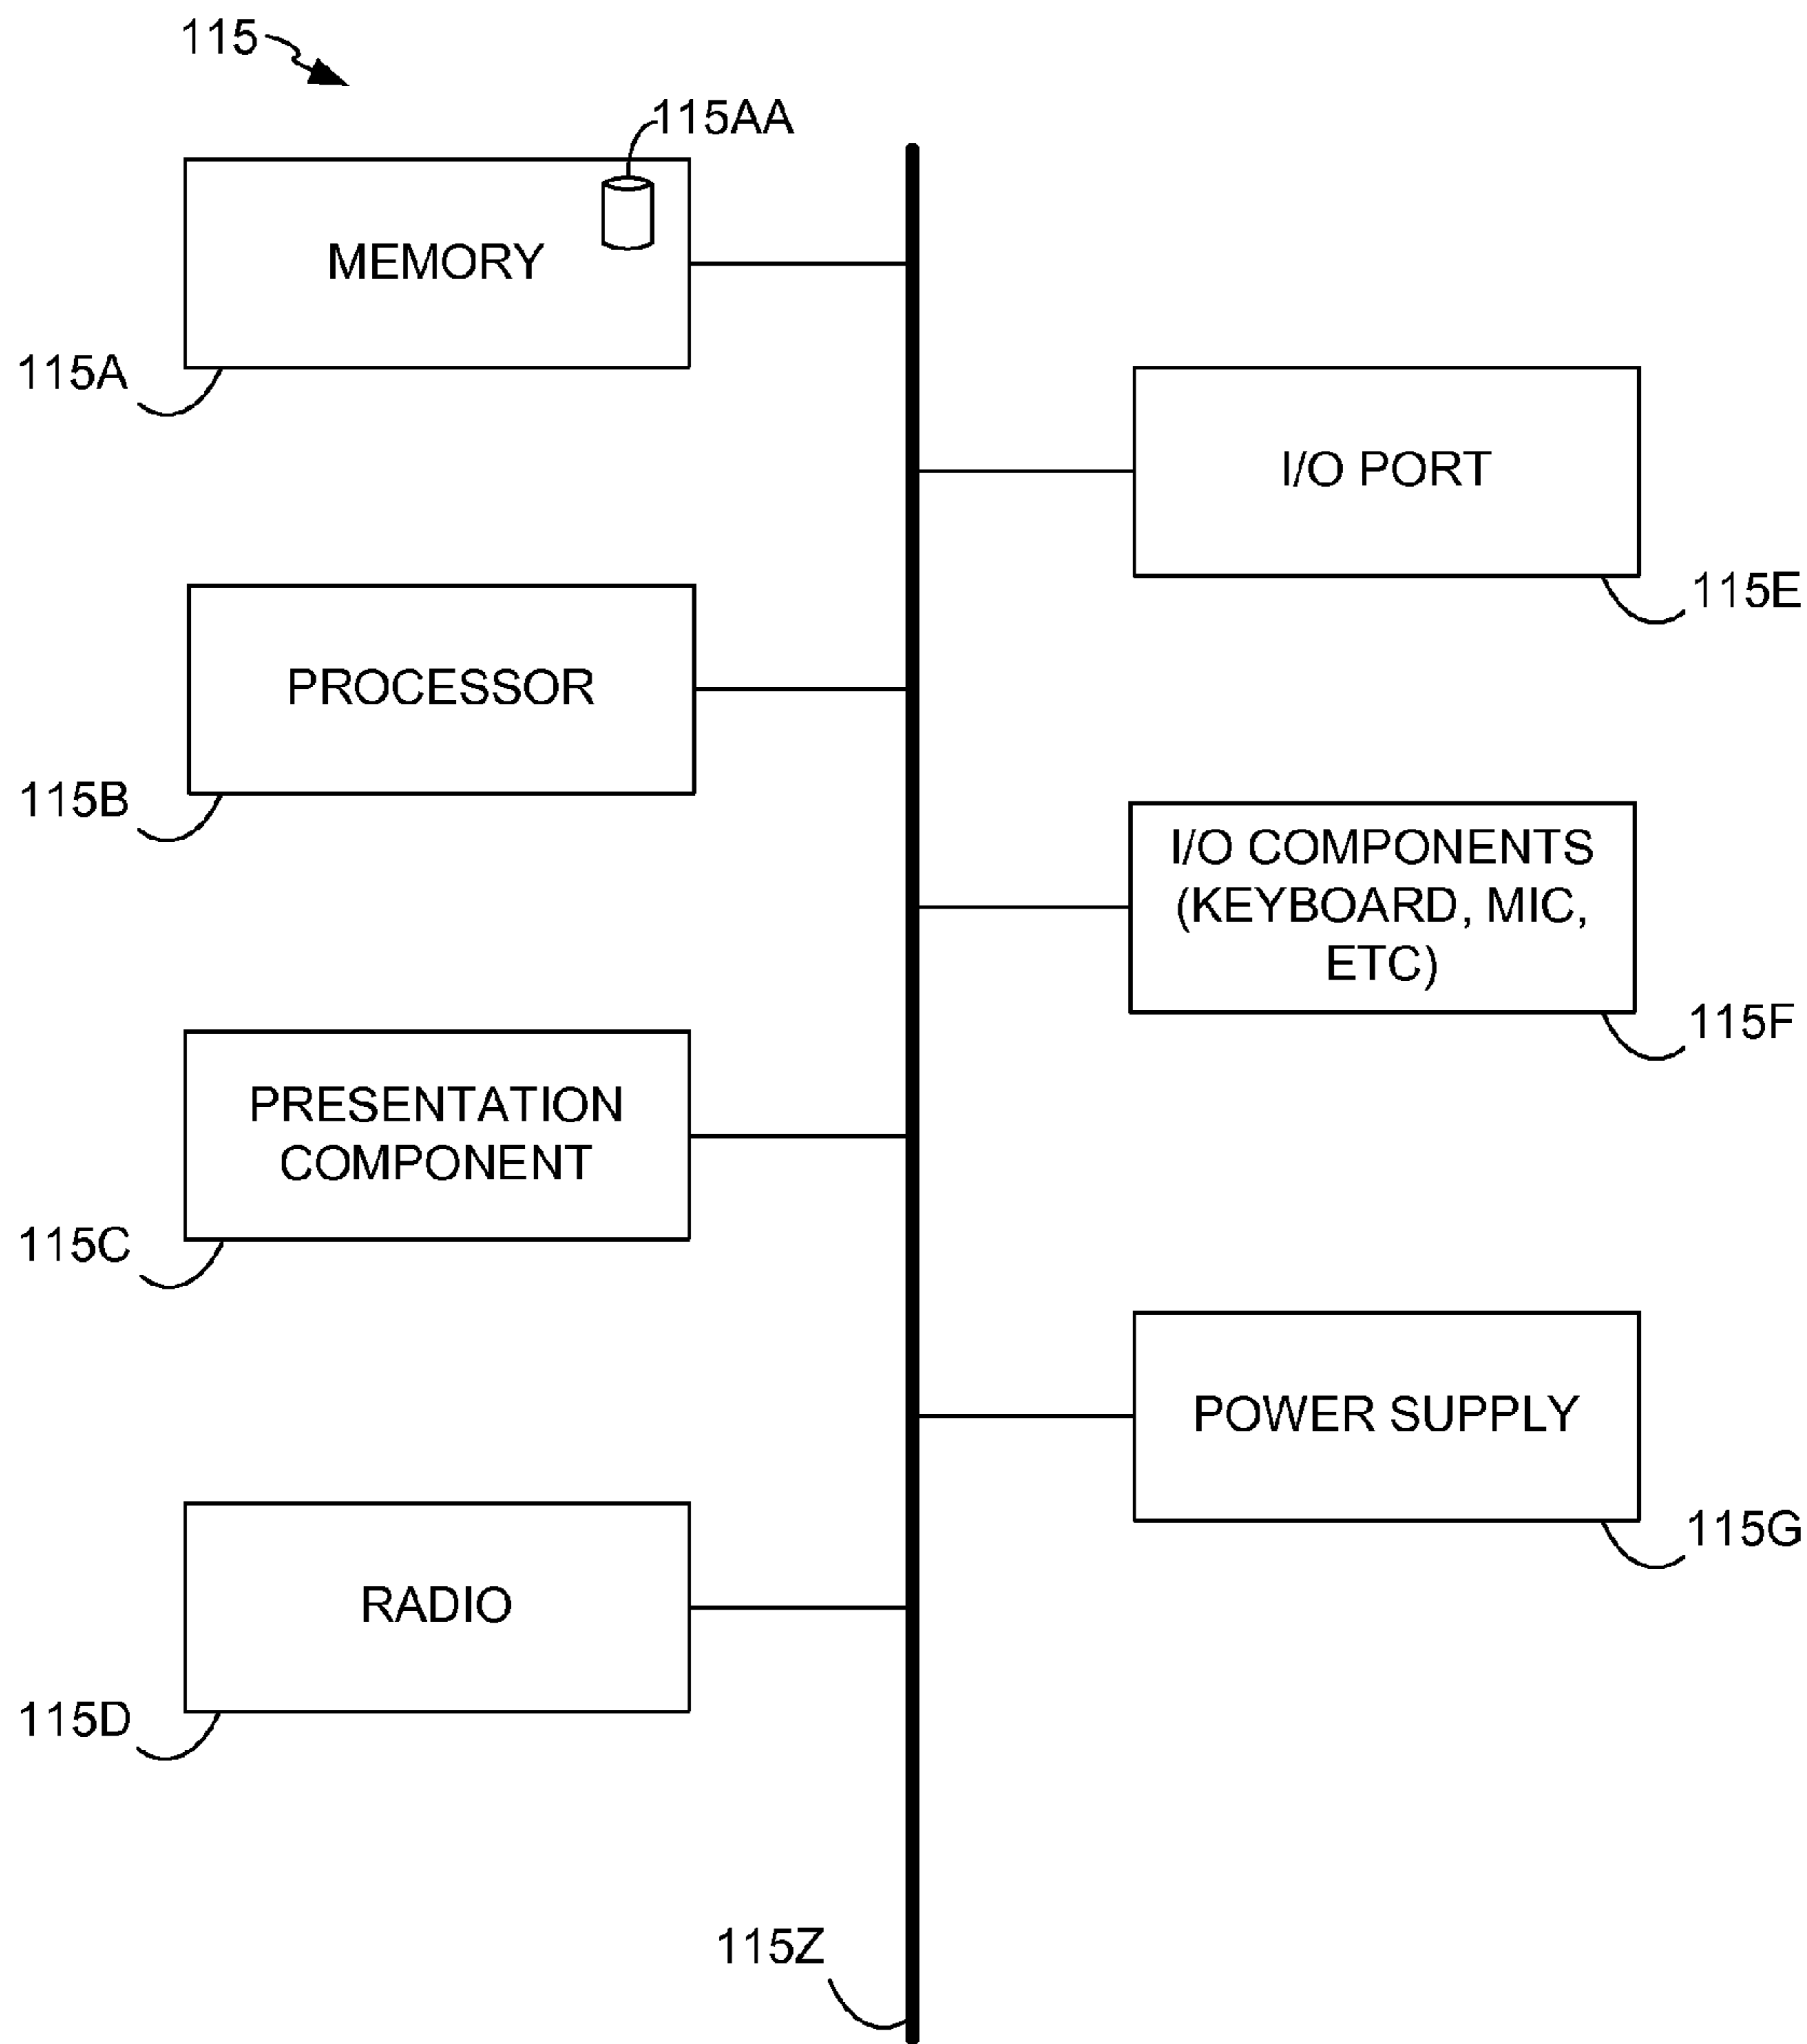 115
115AA
MEMORY
115A
I/O PORT
115E
PROCESSOR
115B
I/O COMPONENTS
(KEYBOARD, MIC,
ETC)
115F
PRESENTATION
COMPONENT
115C
POWER SUPPLY
115G
RADIO
115D
115Z